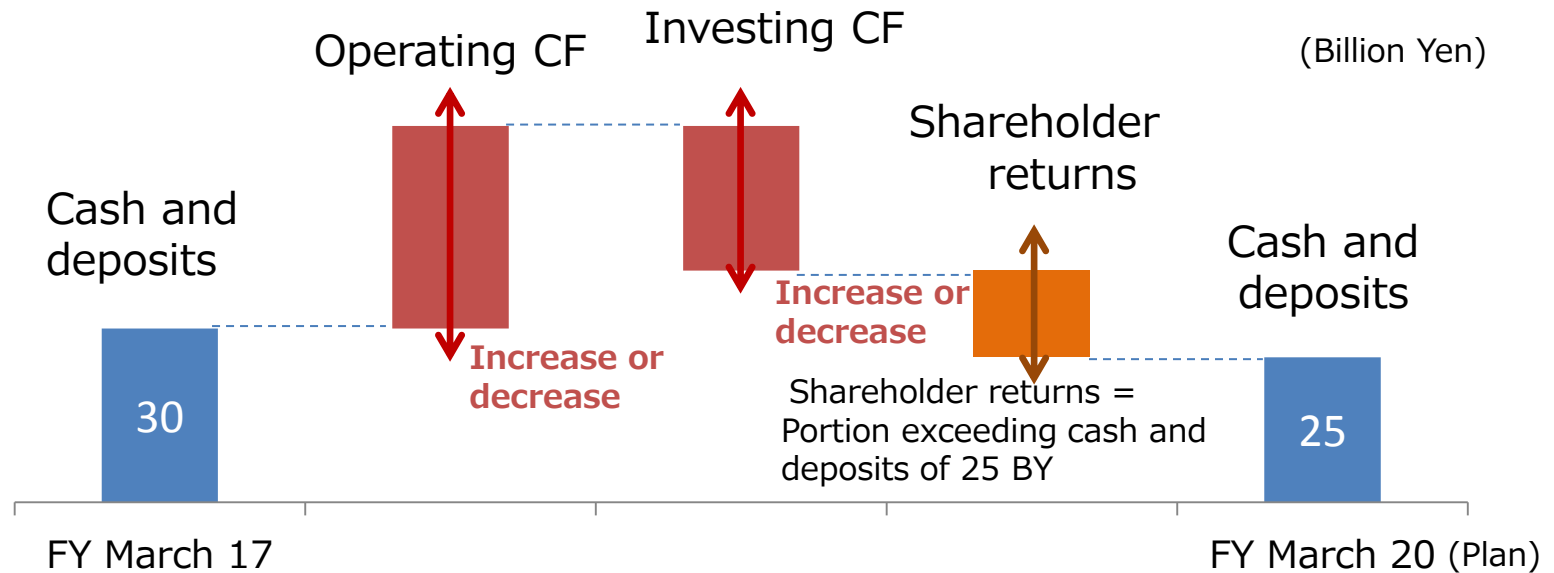 Operating CF
Investing CF
(Billion Yen)
Shareholder
returns
Cash and
deposits
Cash and
deposits
Increase or
decrease
Increase or
decrease
Shareholder returns =
Portion exceeding cash and
deposits of 25 BY
30
25
FY March 17
FY March 20 (Plan)